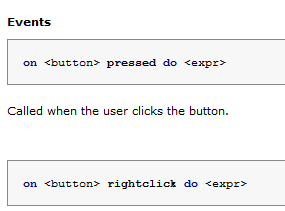 Events
on <button> pressed do <expr>
Called when the user clicks the button.
on <button> rightclick do <expr>